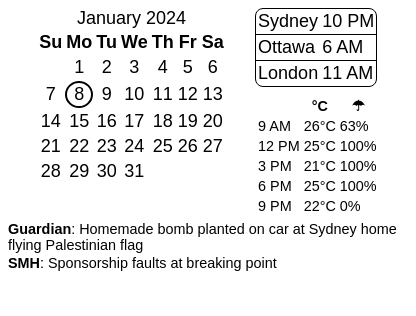 January 2024
Su Mo Tu We Th Fr Sa
1 2 3 4 5 6
7 8 9 10 11 12 13
14 15 16 17 18 19 20
21 22 23 24 25 26 27
28 29 30 31
Sydney 10 PM
Ottawa 6 AM
London 11 AM
°C ☂
9 AM 26°C 63%
12 PM 25°C 100%
3 PM 21°C 100%
6 PM 25°C 100%
9 PM 22°C 0%
Guardian: Homemade bomb planted on car at Sydney home
flying Palestinian flag
SMH: Sponsorship faults at breaking point